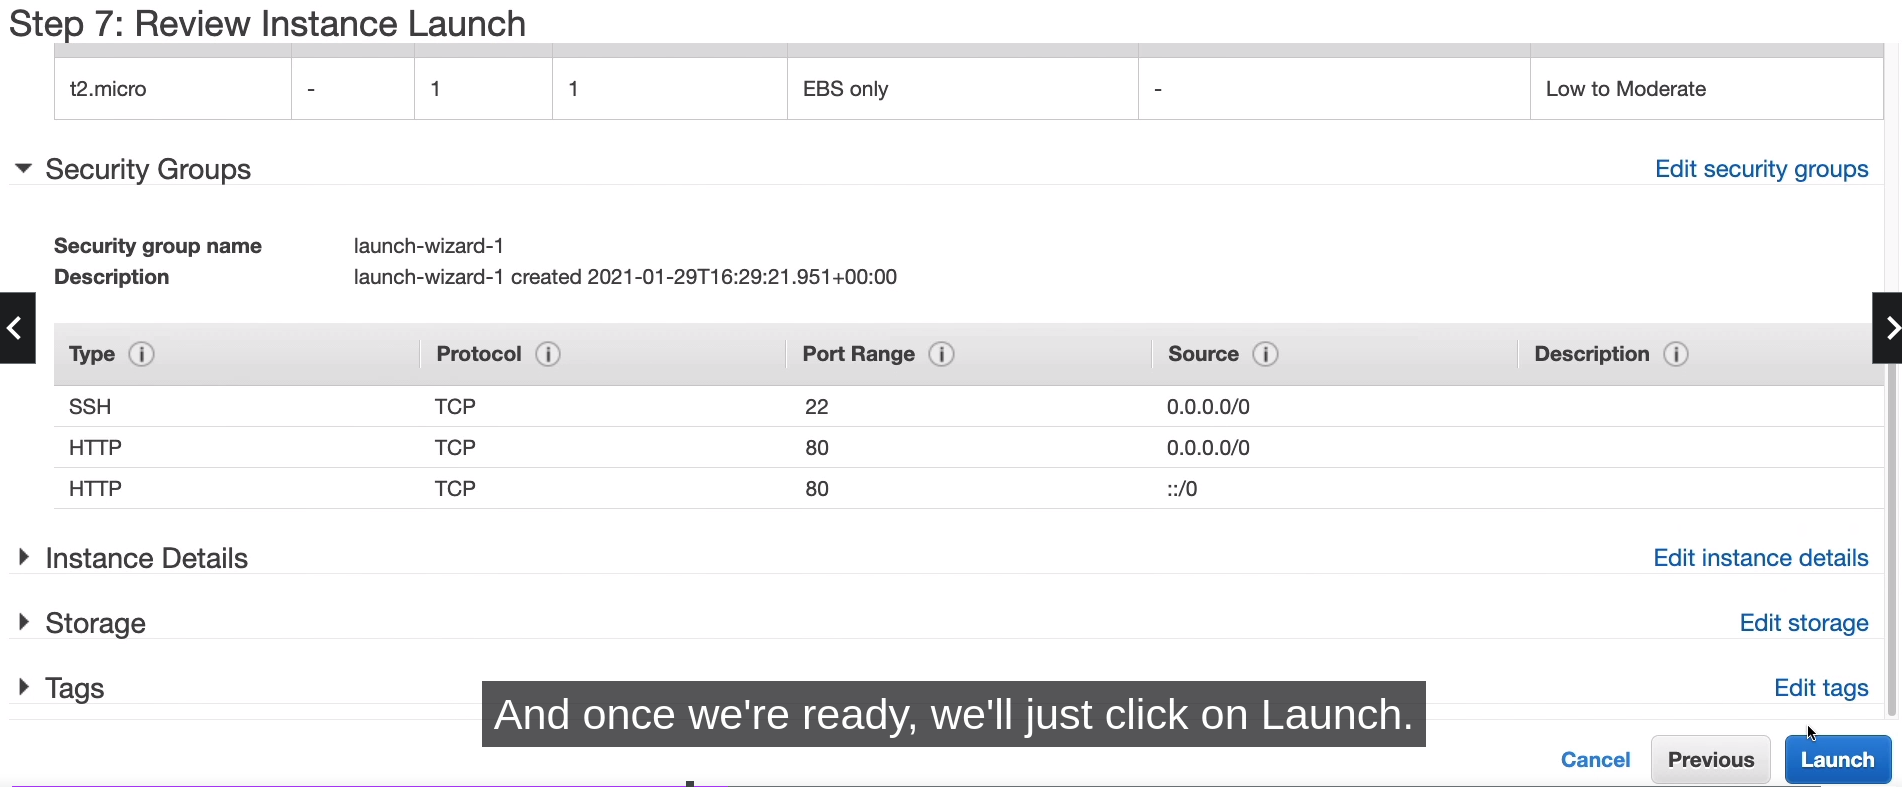 Step 7: Review Instance Launch
t2.micro - 1 1 EBS only - Low to Moderate
Security Groups Edit security groups
Security group name launch-wizard-1
Description launch-wizard-1 created 2021-01-29T16:29:21.951+00:00
Type i Protocol i Port Range i Source i Description i
SSH TCP 22 0.0.0.0/0
HTTP TCP 80 0.0.0.0/0
HTTP TCP 80 ::/0
Instance Details Edit instance details
Storage Edit storage
Tags Edit tags
And once we're ready, we'll just click on Launch.
Cancel Previous Launch